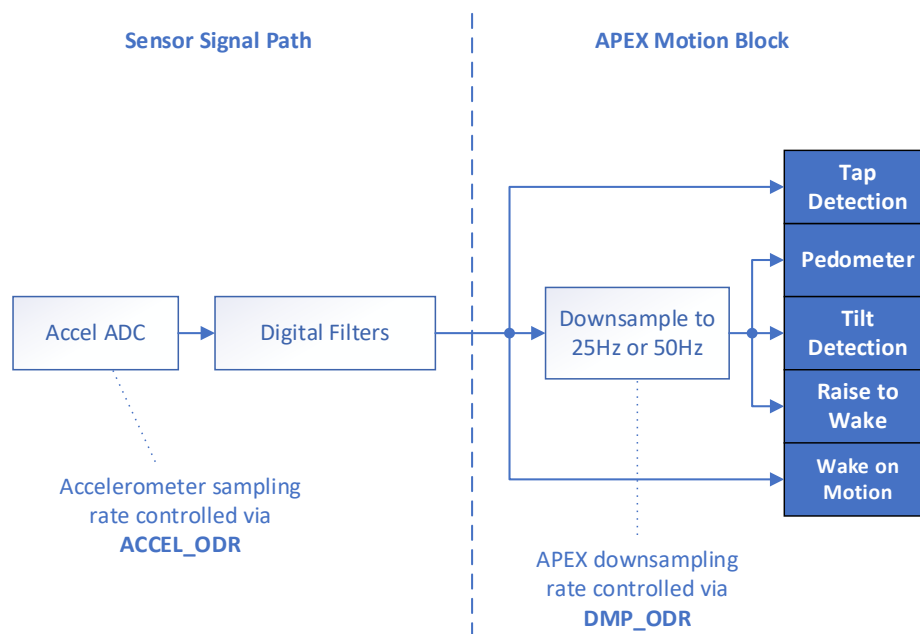 Sensor Signal Path
APEX Motion Block
Tap
Detection
Pedometer
Accel ADC
Digital Filters
Downsample to
25Hz or 50Hz
Tilt
Detection
Raise to
Wake
Wake on
Motion
Accelerometer sampling
rate controlled via
ACCEL_ODR
APEX downsampling
rate controlled via
DMP_ODR